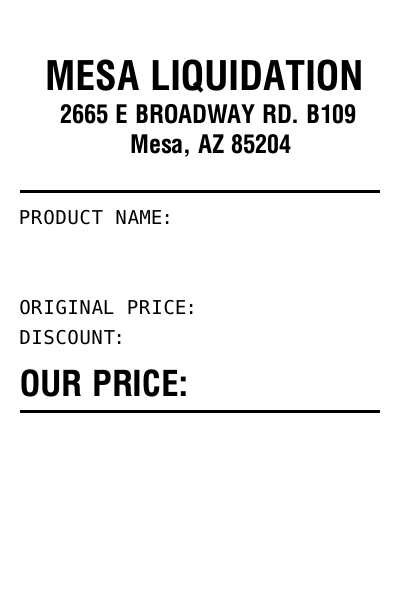 MESA LIQUIDATION
2665 E BROADWAY RD. B109
Mesa, AZ 85204
PRODUCT NAME:
ORIGINAL PRICE:
DISCOUNT:
OUR PRICE: